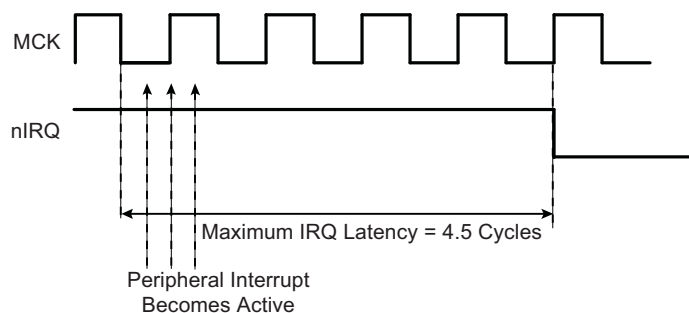 MCK
nIRQ
Maximum IRQ Latency = 4.5 Cycles
Peripheral Interrupt
Becomes Active